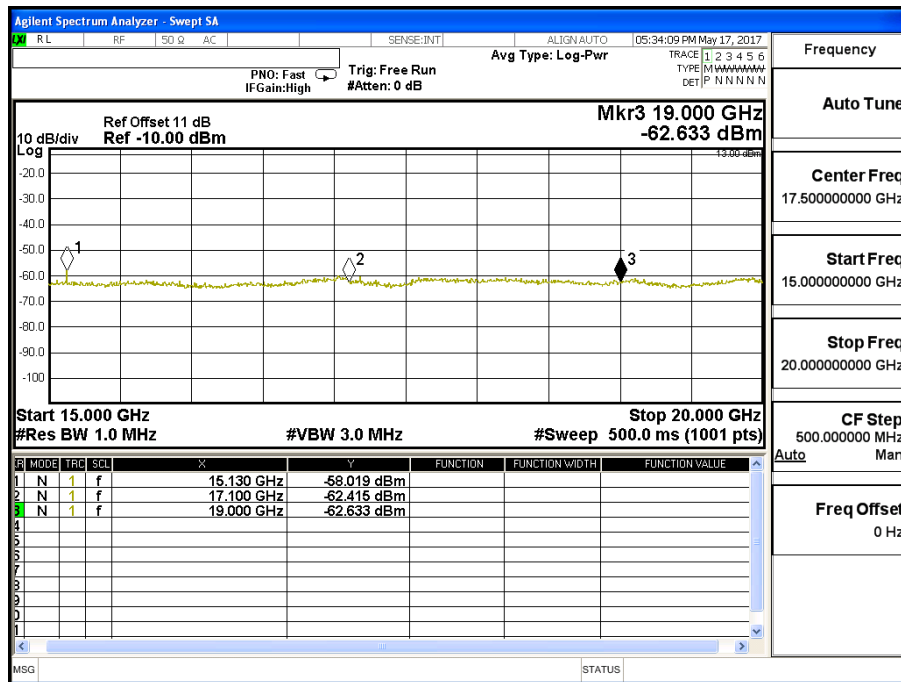 Agilent Spectrum Analyzer - Swept SA
LXI RL RF 50 Ω AC SENSE:INT ALIGN AUTO 05:34:09 PM May 17, 2017
Frequency
Avg Type: Log-Pwr
TRACE 1 2 3 4 5 6
PNO: Fast Trig: Free Run
TYPE M WWWWW
IFGain:High #Atten: 0 dB
DET P N N N N N
Auto Tune
Ref Offset 11 dB
Mkr3 19.000 GHz
10 dB/div Ref -10.00 dBm
-62.633 dBm
Log
-13.00 dBm
-20.0
-30.0
-40.0
-50.0
-60.0
-70.0
-80.0
-90.0
-100
1
2
3
Start 15.000 GHz Stop 20.000 GHz
#Res BW 1.0 MHz #VBW 3.0 MHz #Sweep 500.0 ms (1001 pts)
MODE TRC SCL X Y FUNCTION FUNCTION WIDTH FUNCTION VALUE
1 N 1 f 15.130 GHz -58.019 dBm
2 N 1 f 17.100 GHz -62.415 dBm
3 N 1 f 19.000 GHz -62.633 dBm
4
5
6
7
8
9
0
1
Center Freq
17.500000000 GHz
Start Freq
15.000000000 GHz
Stop Freq
20.000000000 GHz
CF Step
500.000000 MHz
Auto Man
Freq Offset
0 Hz
MSG STATUS